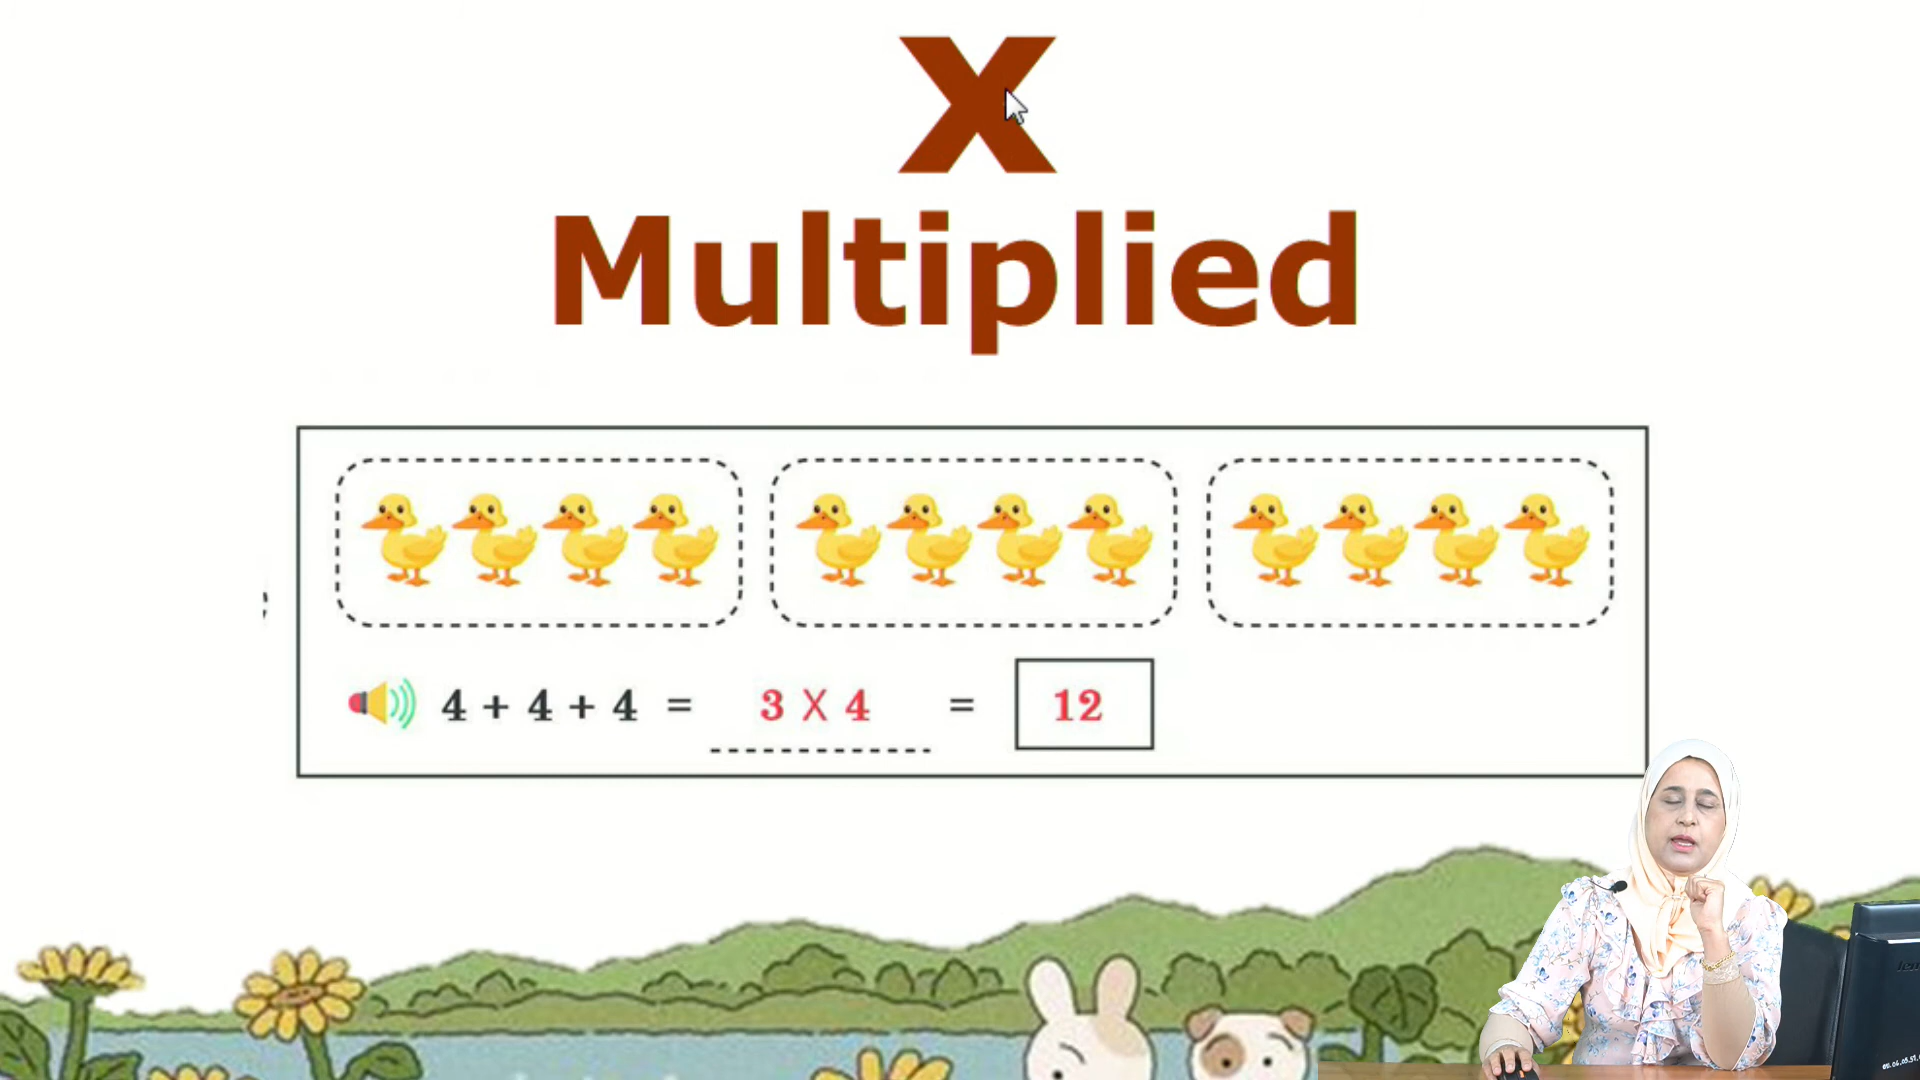 X
Multiplied
4 + 4 + 4 = 3 X 4 = 12